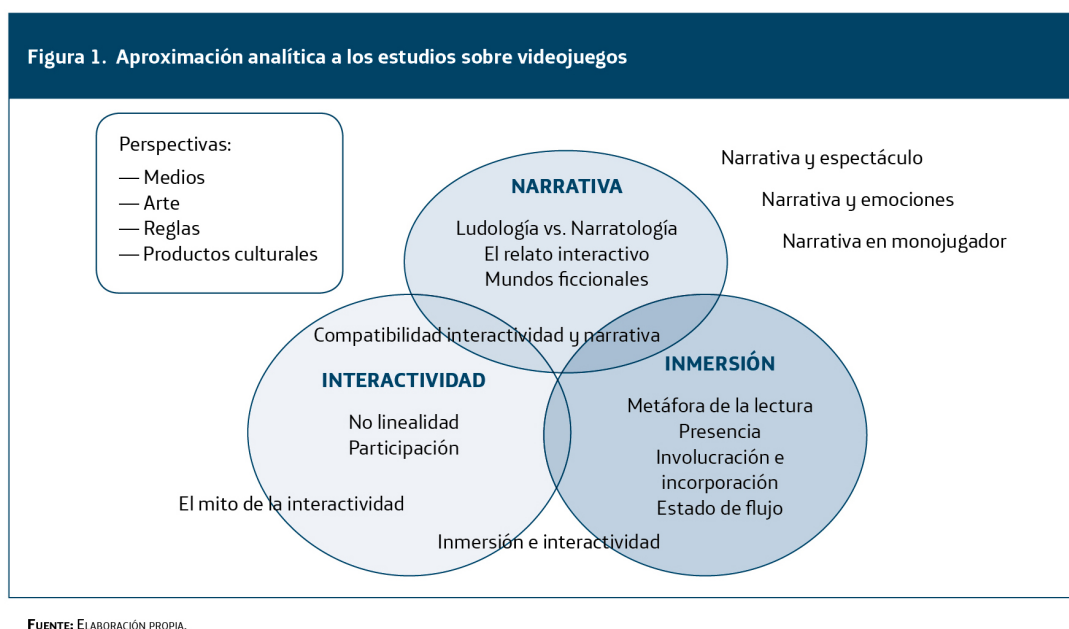 Figura 1. Aproximación analítica a los estudios sobre videojuegos
Perspectivas:
— Medios
— Arte
— Reglas
— Productos culturales
Narrativa y espectáculo
Narrativa y emociones
Narrativa en monojugador
NARRATIVA
Ludología vs. Narratología
El relato interactivo
Mundos ficcionales
Compatibilidad interactividad y narrativa
INTERACTIVIDAD
No linealidad
Participación
El mito de la interactividad
INMERSIÓN
Metáfora de la lectura
Presencia
Involucración e
incorporación
Estado de flujo
Inmersión e interactividad
FUENTE: ELABORACIÓN PROPIA.